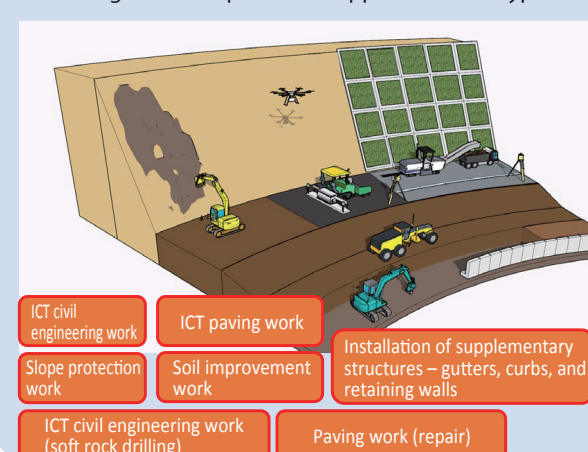 ICT civil
engineering work
ICT paving work
Slope protection
work
Soil improvement
work
Installation of supplementary
structures – gutters, curbs, and
retaining walls
ICT civil engineering work
(soft rock drilling)
Paving work (repair)